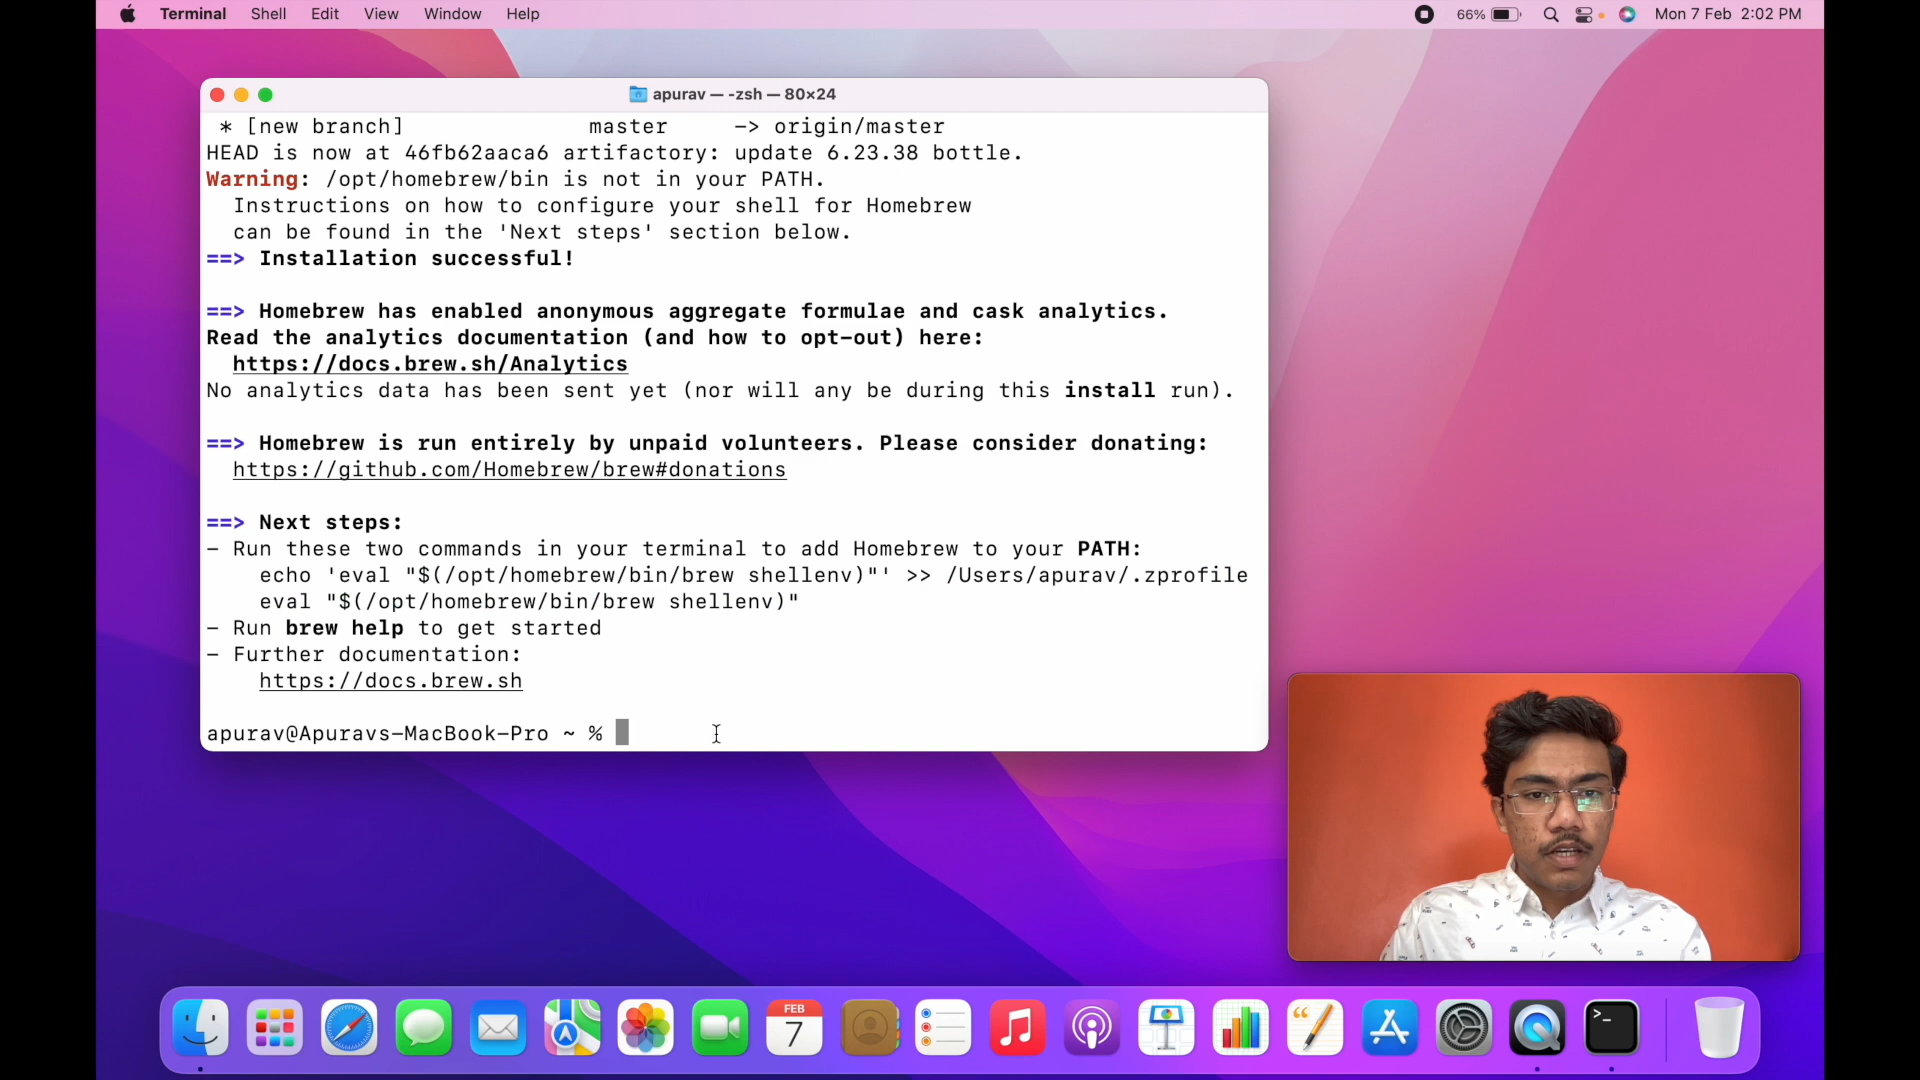 Terminal Shell Edit View Window Help 66% Mon 7 Feb 2:02 PM
apurav — -zsh — 80×24
* [new branch] master -> origin/master
HEAD is now at 46fb62aaca6 artifactory: update 6.23.38 bottle.
Warning: /opt/homebrew/bin is not in your PATH.
Instructions on how to configure your shell for Homebrew
can be found in the 'Next steps' section below.
==> Installation successful!
==> Homebrew has enabled anonymous aggregate formulae and cask analytics.
Read the analytics documentation (and how to opt-out) here:
https://docs.brew.sh/Analytics
No analytics data has been sent yet (nor will any be during this install run).
==> Homebrew is run entirely by unpaid volunteers. Please consider donating:
https://github.com/Homebrew/brew#donations
==> Next steps:
- Run these two commands in your terminal to add Homebrew to your PATH:
echo 'eval "$(/opt/homebrew/bin/brew shellenv)"' >> /Users/apurav/.zprofile
eval "$(/opt/homebrew/bin/brew shellenv)"
- Run brew help to get started
- Further documentation:
https://docs.brew.sh
apurav@Apuravs-MacBook-Pro ~ %
FEB
7
>_